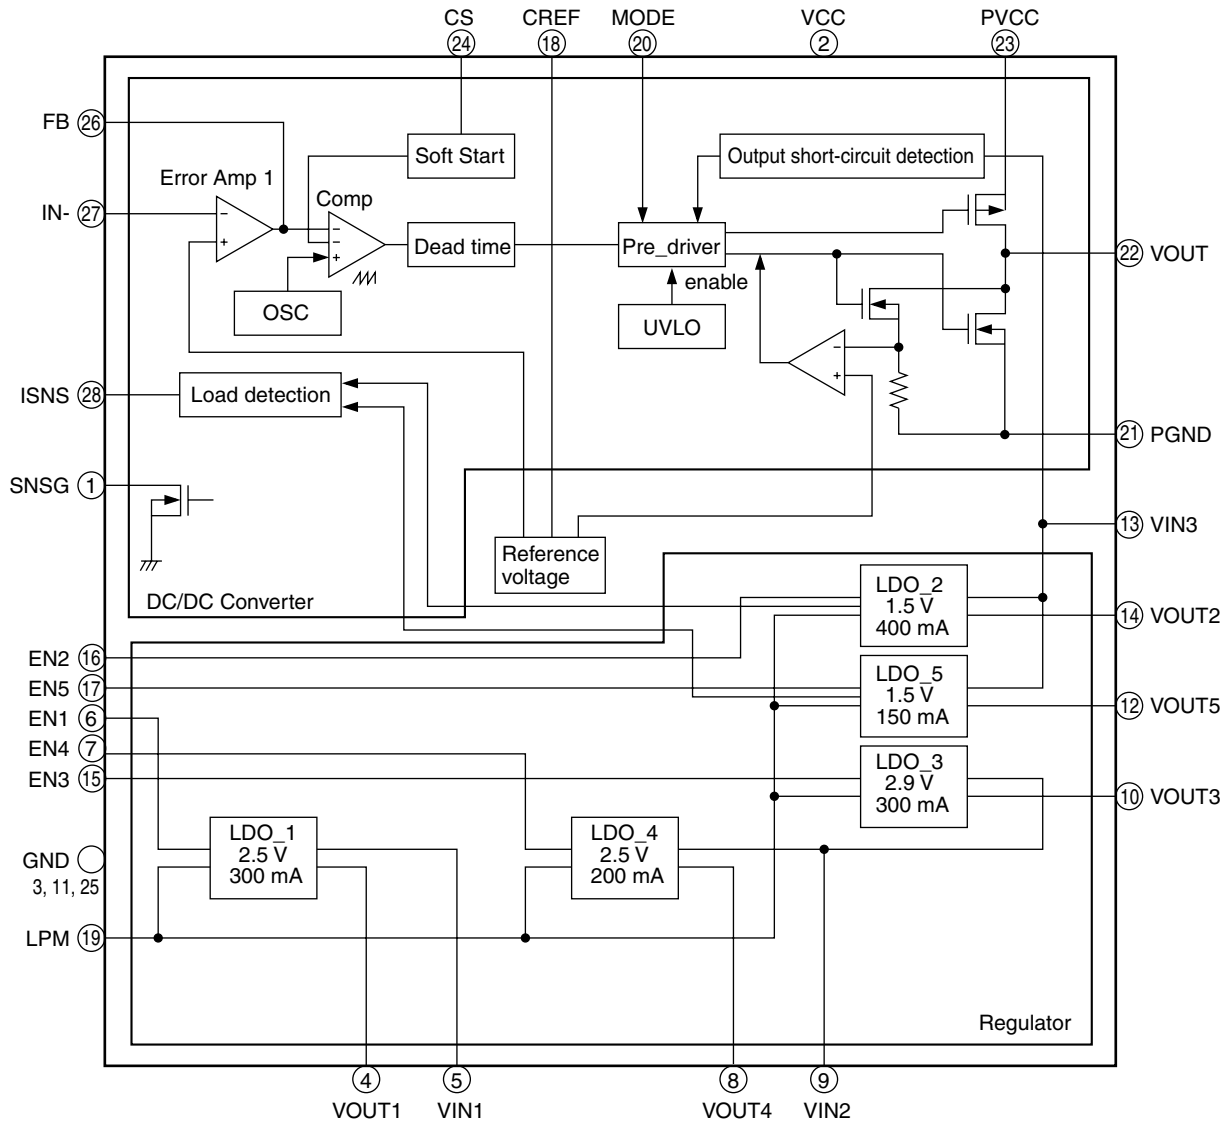 CS
24
CREF
18
MODE
20
VCC
2
PVCC
23
FB 26
Soft Start
Output short-circuit detection
Error Amp 1
Comp
IN- 27
−
+
−
−
+
Dead time
Pre_driver
enable
22 VOUT
OSC
UVLO
−
+
ISNS 28
Load detection
21 PGND
SNSG 1
13 VIN3
Reference
voltage
DC/DC Converter
LDO_2
1.5 V
400 mA
14 VOUT2
EN2 16
EN5 17
LDO_5
1.5 V
150 mA
12 VOUT5
EN1 6
EN4 7
EN3 15
LDO_3
2.9 V
300 mA
10 VOUT3
LDO_1
2.5 V
300 mA
LDO_4
2.5 V
200 mA
GND
3, 11, 25
LPM 19
Regulator
4
VOUT1
5
VIN1
8
VOUT4
9
VIN2